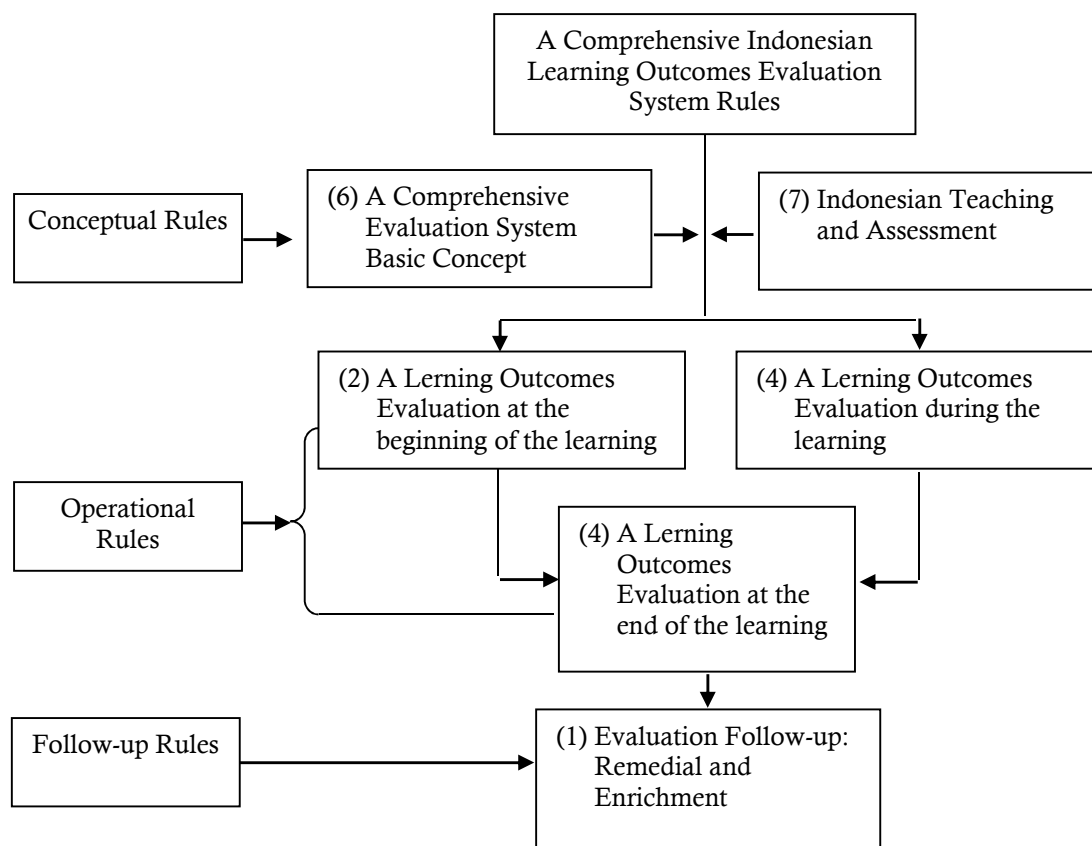 A Comprehensive Indonesian
Learning Outcomes Evaluation
System Rules
Conceptual Rules
(6) A Comprehensive
Evaluation System
Basic Concept
(7) Indonesian Teaching
and Assessment
(2) A Lerning Outcomes
Evaluation at the
beginning of the learning
(4) A Lerning Outcomes
Evaluation during the
learning
Operational
Rules
(4) A Lerning
Outcomes
Evaluation at the
end of the learning
Follow-up Rules
(1) Evaluation Follow-up:
Remedial and
Enrichment